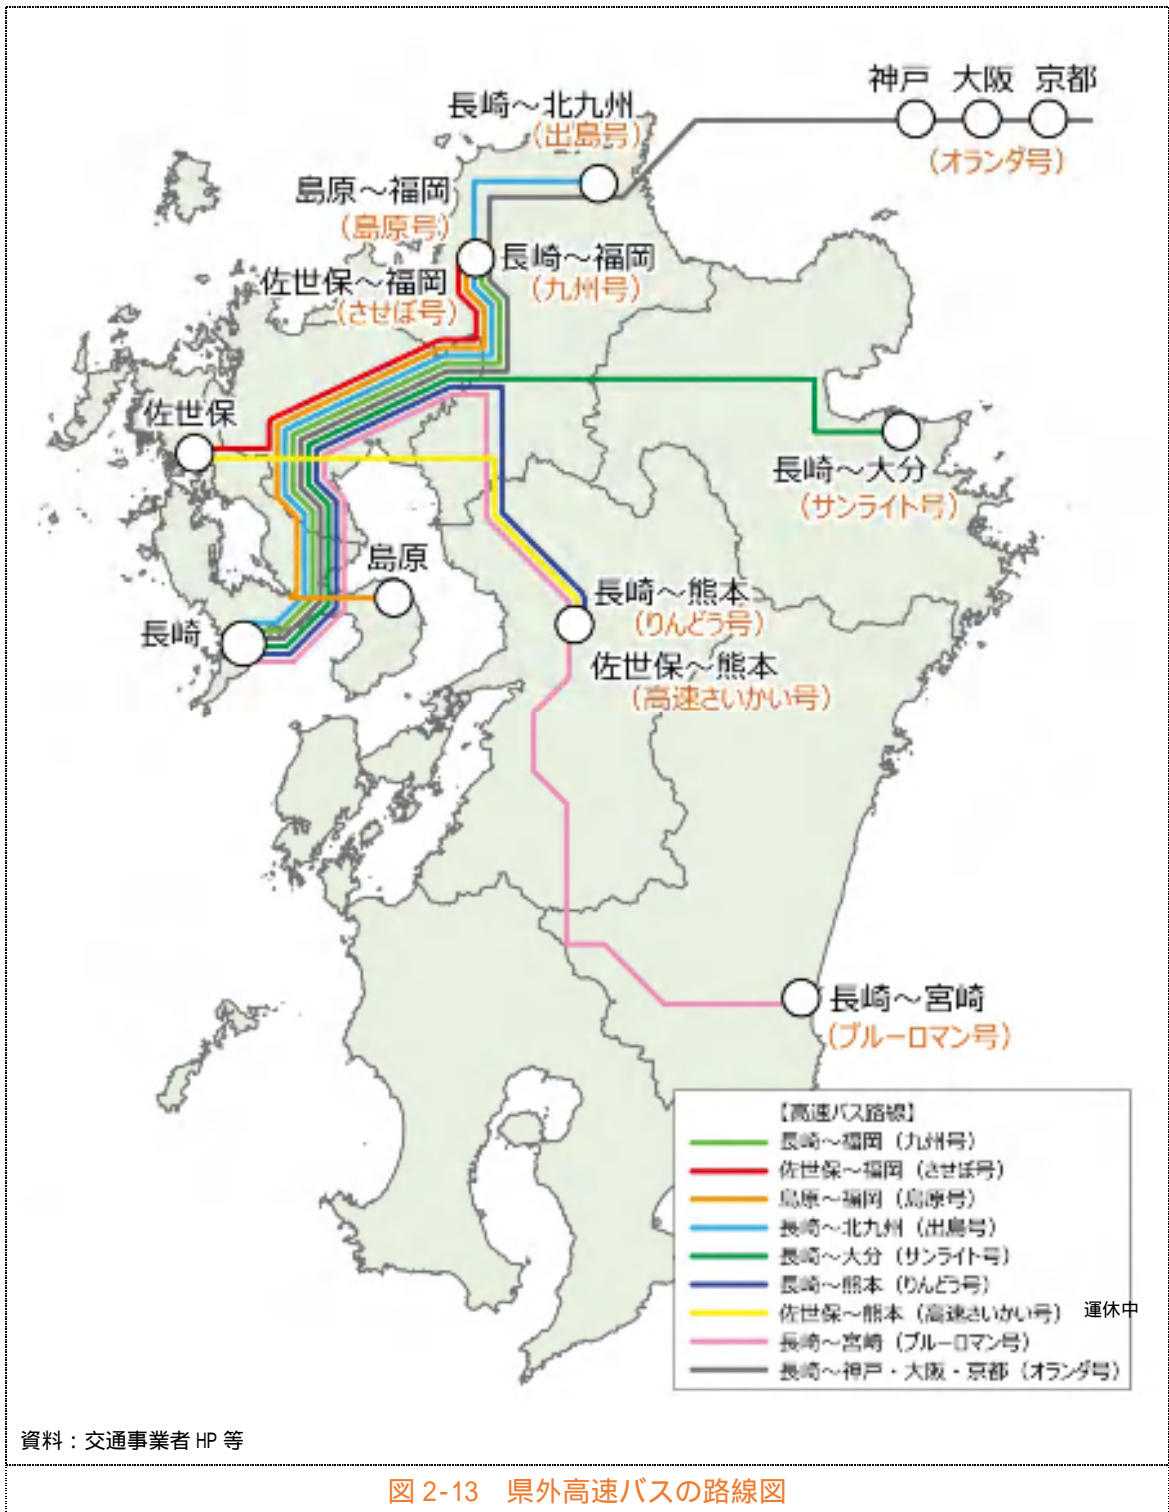 神戸 大阪 京都
(オランダ号)
長崎～北九州
(出島号)
島原～福岡
(島原号)
長崎～福岡
(九州号)
佐世保～福岡
(させぼ号)
佐世保
長崎～大分
(サンライト号)
島原
長崎
長崎～熊本
(りんどう号)
佐世保～熊本
(高速さいかい号)
長崎～宮崎
(ブルーロマン号)
【高速バス路線】
長崎～福岡（九州号）
佐世保～福岡（させぼ号）
島原～福岡（島原号）
長崎～北九州（出島号）
長崎～大分（サンライト号）
長崎～熊本（りんどう号）
佐世保～熊本（高速さいかい号） 運休中
長崎～宮崎（ブルーロマン号）
長崎～神戸・大阪・京都（オランダ号）
資料：交通事業者 HP 等
図 2-13 県外高速バスの路線図